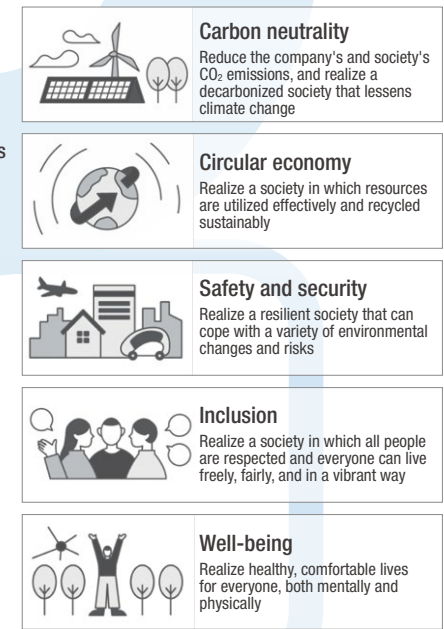 Carbon neutrality
Reduce the company's and society's
CO₂ emissions, and realize a
decarbonized society that lessens
climate change
s
Circular economy
Realize a society in which resources
are utilized effectively and recycled
sustainably
Safety and security
Realize a resilient society that can
cope with a variety of environmental
changes and risks
Inclusion
Realize a society in which all people
are respected and everyone can live
freely, fairly, and in a vibrant way
Well-being
Realize healthy, comfortable lives
for everyone, both mentally and
physically